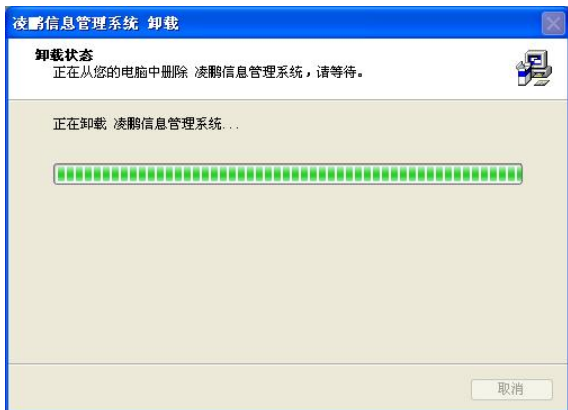 凌鹏信息管理系统 卸载
卸载状态
正在从您的电脑中删除 凌鹏信息管理系统，请等待。
正在卸载 凌鹏信息管理系统...
取消